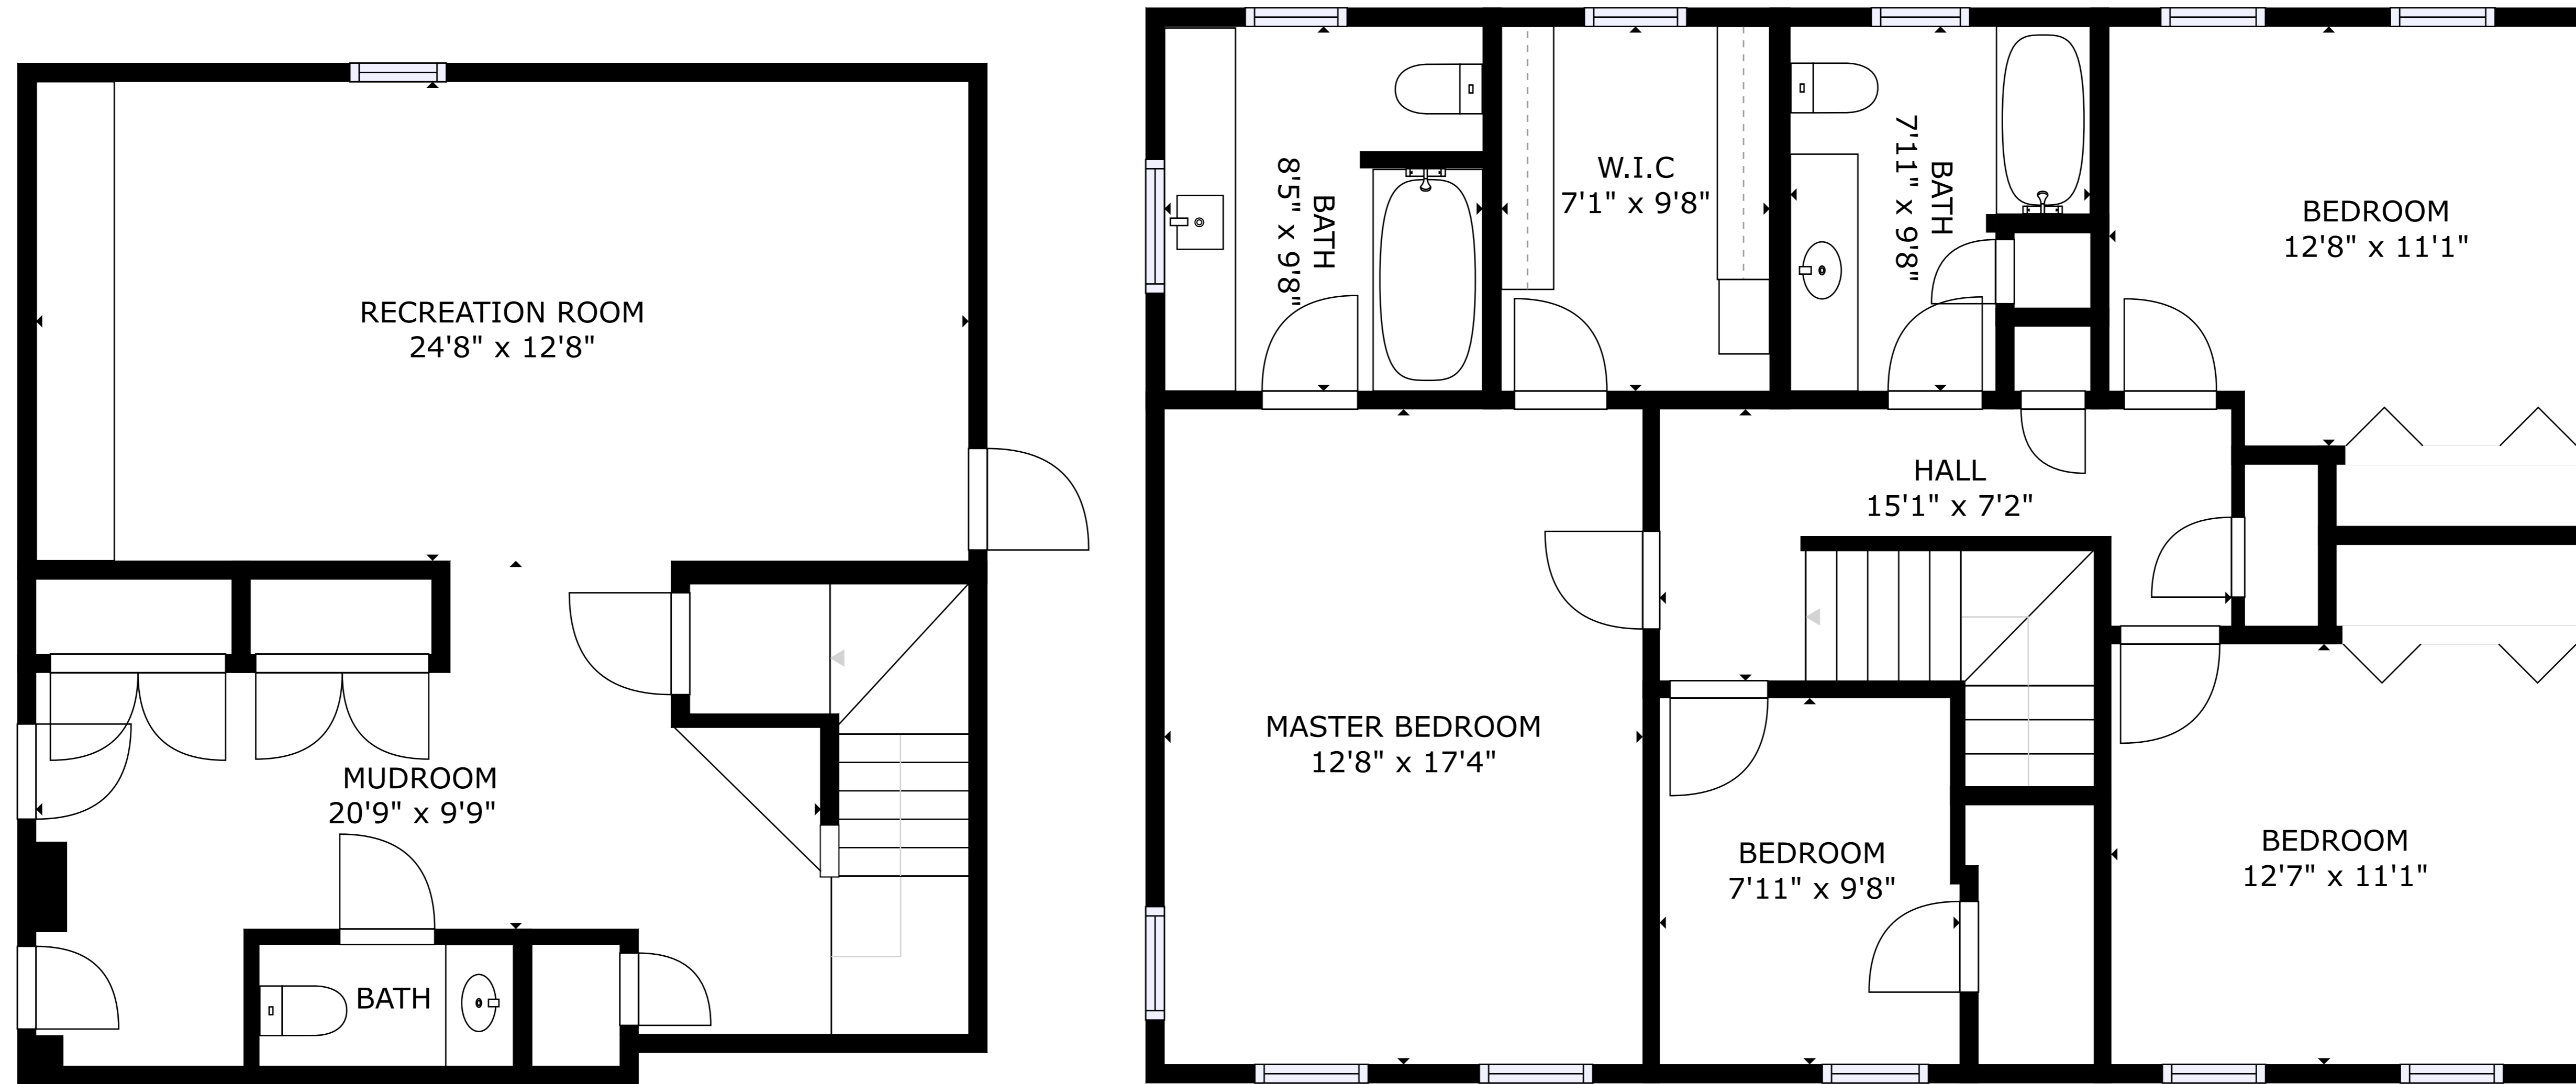 RECREATION ROOM
24'8" x 12'8"
MUDROOM
20'9" x 9'9"
BATH
BATH
8'5" x 9'8"
W.I.C
7'1" x 9'8"
BATH
7'11" x 9'8"
BEDROOM
12'8" x 11'1"
HALL
15'1" x 7'2"
MASTER BEDROOM
12'8" x 17'4"
BEDROOM
7'11" x 9'8"
BEDROOM
12'7" x 11'1"